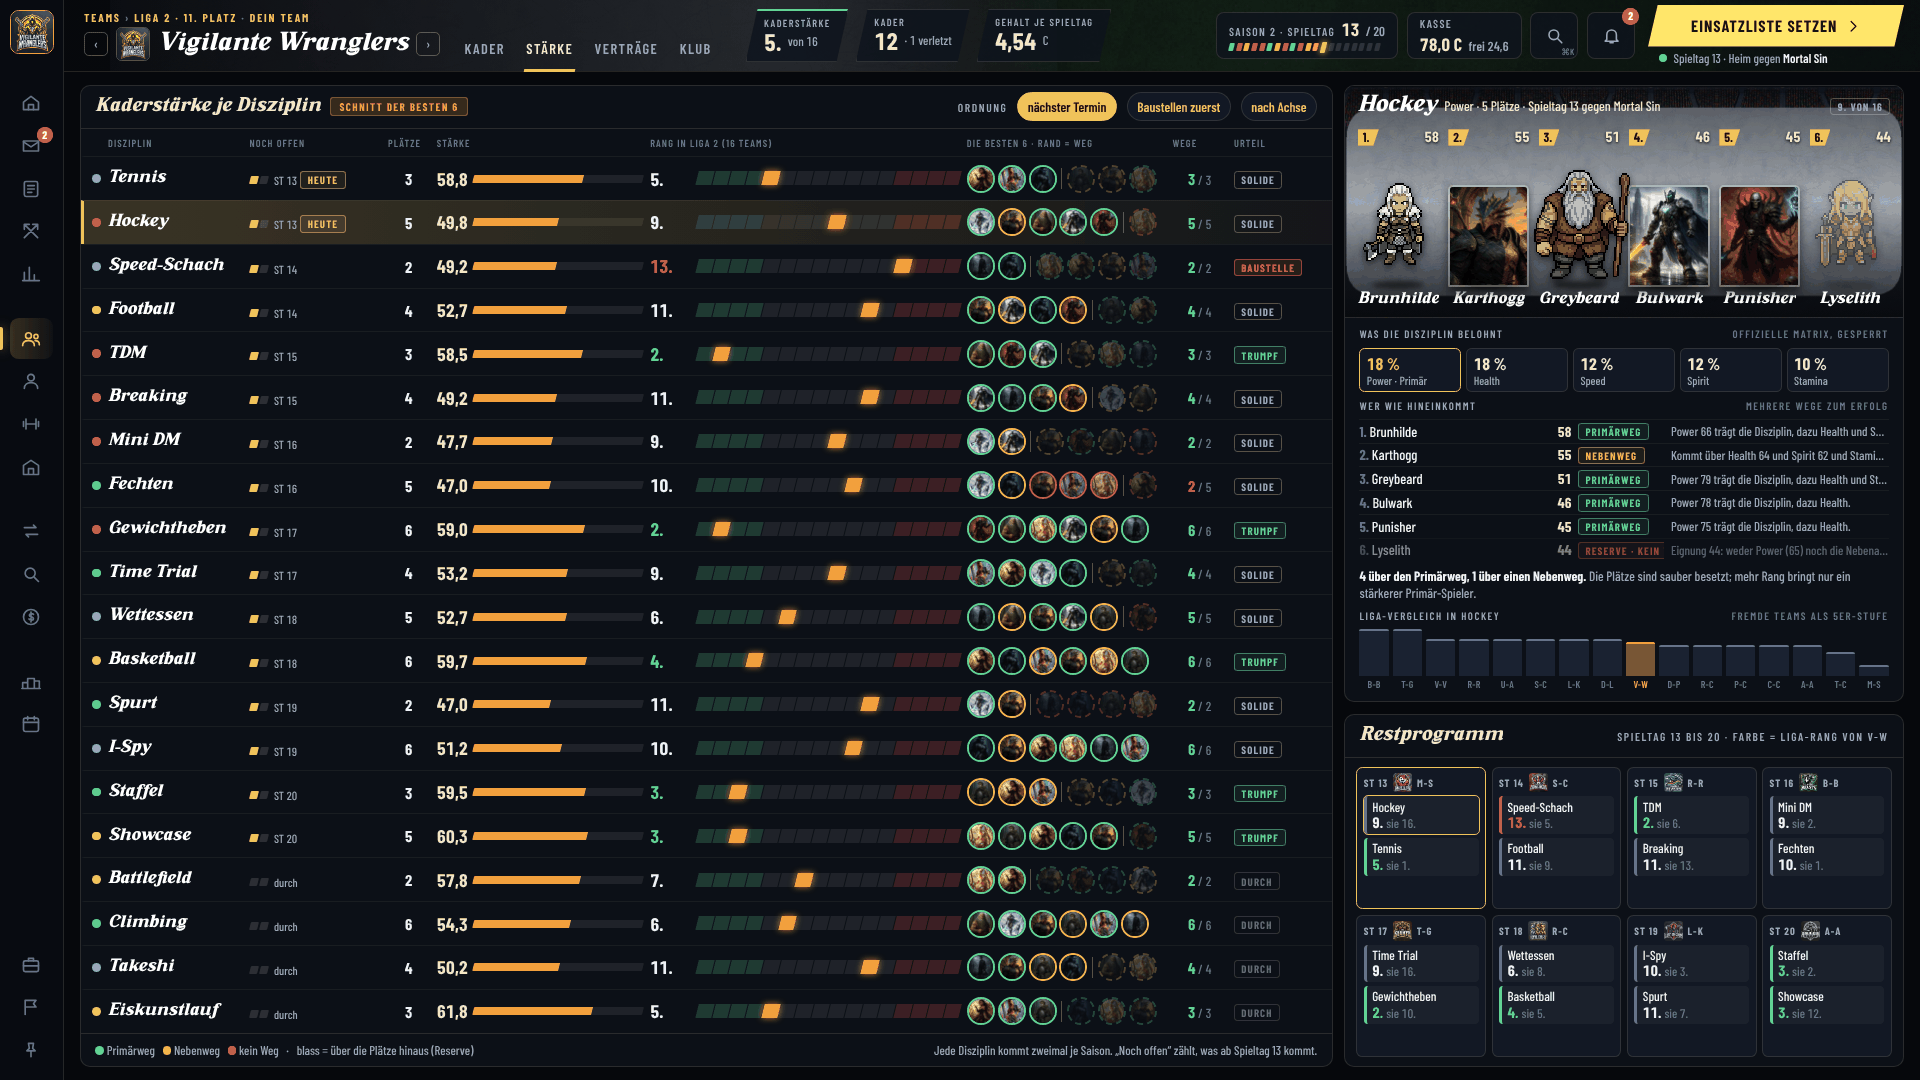 TEAMS › LIGA 2 · 11. PLATZ · DEIN TEAM
‹ Vigilante Wranglers ›
KADER STÄRKE VERTRÄGE KLUB
KADERSTÄRKE
5. von 16
KADER
12 · 1 verletzt
GEHALT JE SPIELTAG
4,54 C
SAISON 2 · SPIELTAG 13 / 20
KASSE
78,0 C frei 24,6
⌘K
2
EINSATZLISTE SETZEN
Spieltag 13 · Heim gegen Mortal Sin
2
Kaderstärke je Disziplin SCHNITT DER BESTEN 6
ORDNUNG nächster Termin Baustellen zuerst nach Achse
DISZIPLIN NOCH OFFEN PLÄTZE STÄRKE RANG IN LIGA 2 (16 TEAMS) DIE BESTEN 6 · RAND = WEG WEGE URTEIL
Tennis ST 13 HEUTE 3 58,8 5. 3 / 3 SOLIDE
Hockey ST 13 HEUTE 5 49,8 9. 5 / 5 SOLIDE
Speed-Schach ST 14 2 49,2 13. 2 / 2 BAUSTELLE
Football ST 14 4 52,7 11. 4 / 4 SOLIDE
TDM ST 15 3 58,5 2. 3 / 3 TRUMPF
Breaking ST 15 4 49,2 11. 4 / 4 SOLIDE
Mini DM ST 16 2 47,7 9. 2 / 2 SOLIDE
Fechten ST 16 5 47,0 10. 2 / 5 SOLIDE
Gewichtheben ST 17 6 59,0 2. 6 / 6 TRUMPF
Time Trial ST 17 4 53,2 9. 4 / 4 SOLIDE
Wettessen ST 18 5 52,7 6. 5 / 5 SOLIDE
Basketball ST 18 6 59,7 4. 6 / 6 TRUMPF
Spurt ST 19 2 47,0 11. 2 / 2 SOLIDE
I-Spy ST 19 6 51,2 10. 6 / 6 SOLIDE
Staffel ST 20 3 59,5 3. 3 / 3 TRUMPF
Showcase ST 20 5 60,3 3. 5 / 5 TRUMPF
Battlefield durch 2 57,8 7. 2 / 2 DURCH
Climbing durch 6 54,3 6. 6 / 6 DURCH
Takeshi durch 4 50,2 11. 4 / 4 DURCH
Eiskunstlauf durch 3 61,8 5. 3 / 3 DURCH
Primärweg Nebenweg kein Weg · blass = über die Plätze hinaus (Reserve)
Jede Disziplin kommt zweimal je Saison. „Noch offen“ zählt, was ab Spieltag 13 kommt.
Hockey Power · 5 Plätze · Spieltag 13 gegen Mortal Sin 9. VON 16
1. 58 2. 55 3. 51 4. 46 5. 45 6. 44
Brunhilde Karthogg Greybeard Bulwark Punisher Lyselith
WAS DIE DISZIPLIN BELOHNT OFFIZIELLE MATRIX, GESPERRT
18 % 18 % 12 % 12 % 10 %
Power · Primär Health Speed Spirit Stamina
WER WIE HINEINKOMMT MEHRERE WEGE ZUM ERFOLG
1. Brunhilde 58 PRIMÄRWEG Power 66 trägt die Disziplin, dazu Health und S...
2. Karthogg 55 NEBENWEG Kommt über Health 64 und Spirit 62 und Stami...
3. Greybeard 51 PRIMÄRWEG Power 79 trägt die Disziplin, dazu Health und St...
4. Bulwark 46 PRIMÄRWEG Power 78 trägt die Disziplin, dazu Health.
5. Punisher 45 PRIMÄRWEG Power 75 trägt die Disziplin, dazu Health.
6. Lyselith 44 RESERVE · KEIN Eignung 44: weder Power (65) noch die Nebena...
4 über den Primärweg, 1 über einen Nebenweg. Die Plätze sind sauber besetzt; mehr Rang bringt nur ein
stärkerer Primär-Spieler.
LIGA-VERGLEICH IN HOCKEY FREMDE TEAMS ALS 5ER-STUFE
B-B T-G V-V R-R U-A S-C L-K D-L V-W D-P R-C P-C C-C A-A T-C M-S
Restprogramm SPIELTAG 13 BIS 20 · FARBE = LIGA-RANG VON V-W
ST 13 M-S
Hockey
9. sie 16.
Tennis
5. sie 1.
ST 14 S-C
Speed-Schach
13. sie 5.
Football
11. sie 9.
ST 15 R-R
TDM
2. sie 6.
Breaking
11. sie 13.
ST 16 B-B
Mini DM
9. sie 2.
Fechten
10. sie 1.
ST 17 T-G
Time Trial
9. sie 16.
Gewichtheben
2. sie 10.
ST 18 R-C
Wettessen
6. sie 8.
Basketball
4. sie 5.
ST 19 L-K
I-Spy
10. sie 3.
Spurt
11. sie 7.
ST 20 A-A
Staffel
3. sie 2.
Showcase
3. sie 12.